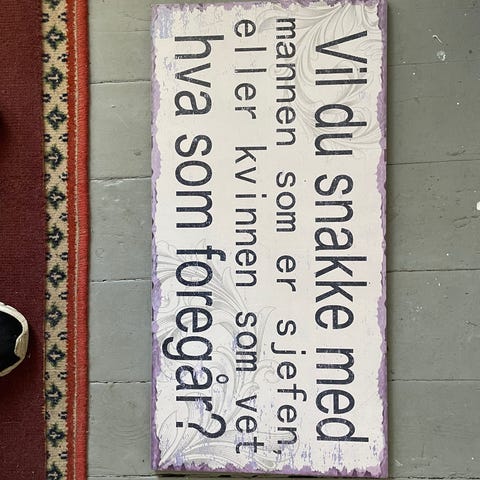 Vil du snakke med
mannen som er sjefen,
eller kvinnen som vet
hva som foregår?